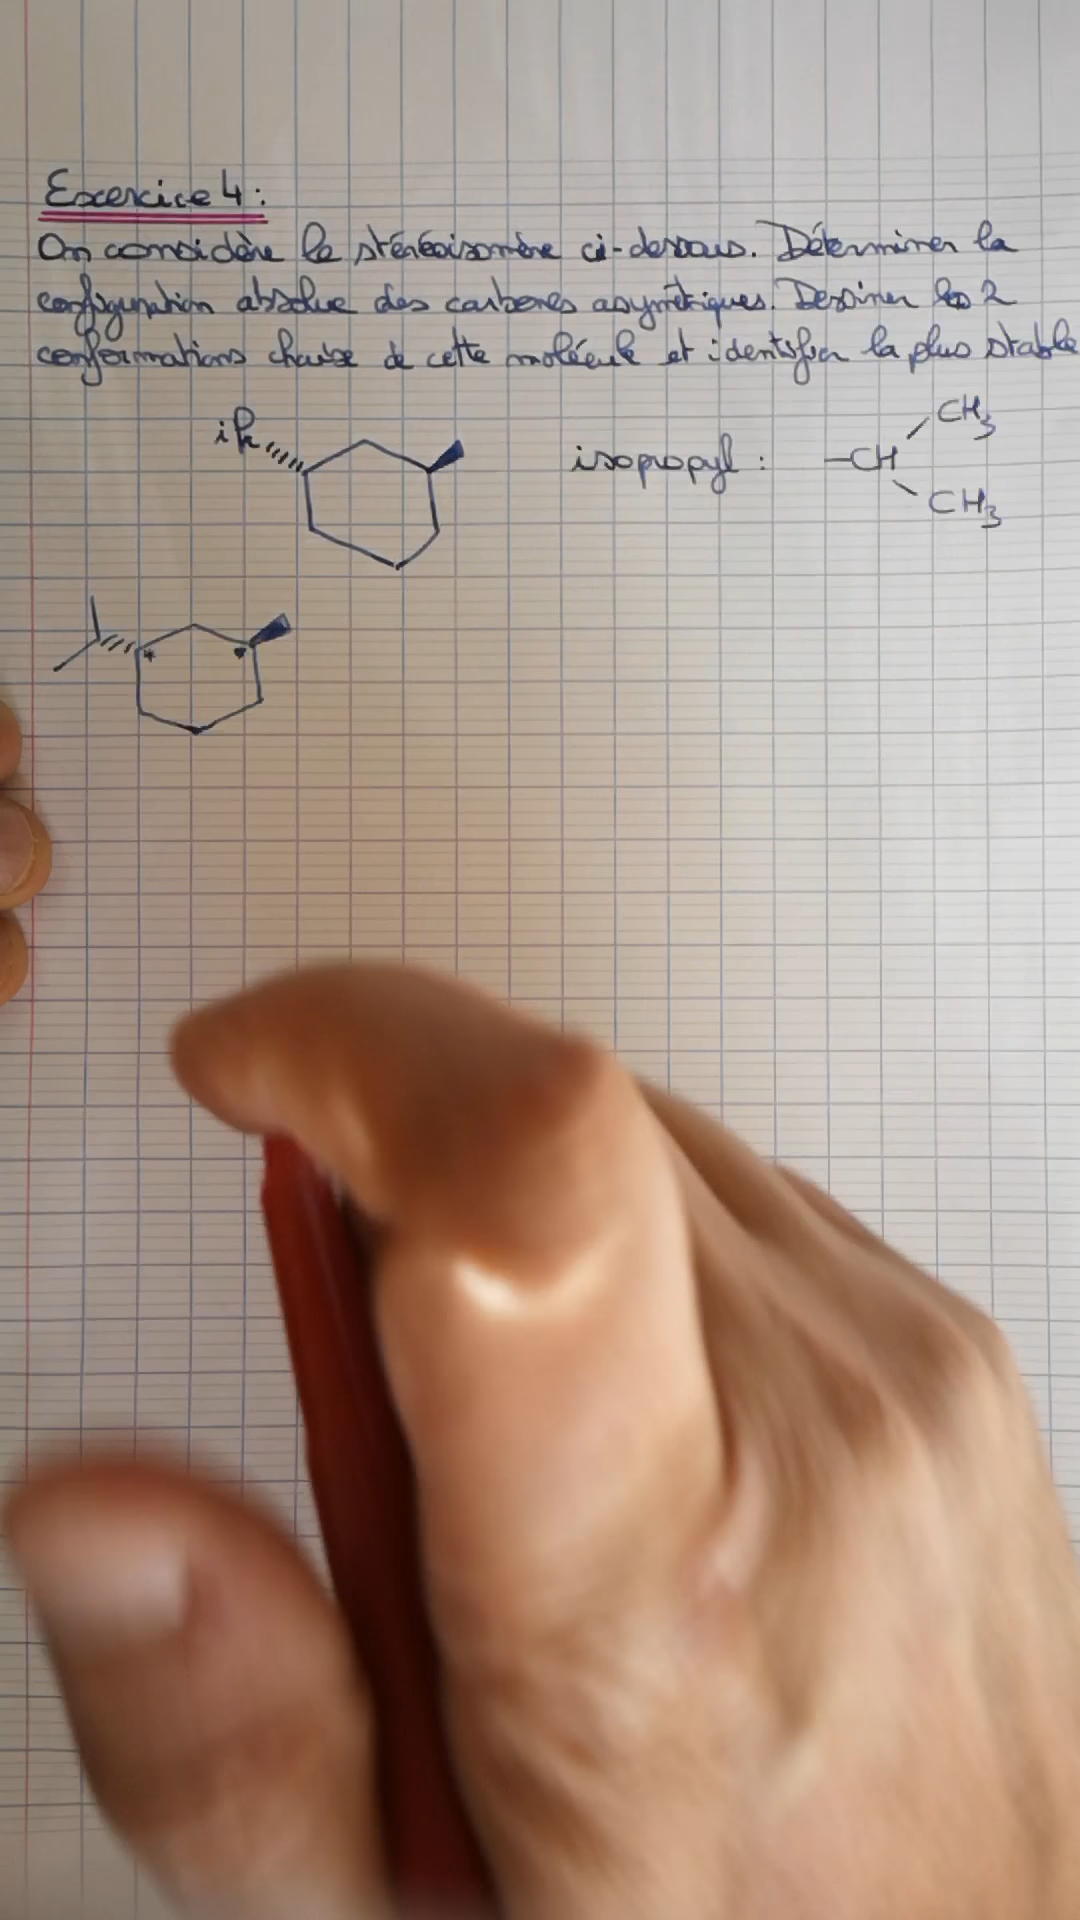 Exercice 4 :
On considère le stéréoisomère ci-dessous. Déterminer la
configuration absolue des carbones asymétriques. Dessiner les 2
conformations chaise de cette molécule et identifier la plus stable
iPr
isopropyl : -CH
CH3
CH3
*
*